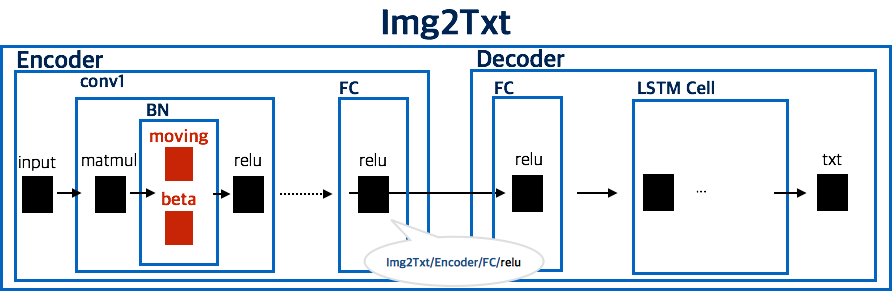 Img2Txt
Encoder
Decoder
conv1
FC
FC
LSTM Cell
BN
moving
input
matmul
relu
relu
relu
txt
beta
...
Img2Txt/Encoder/FC/relu